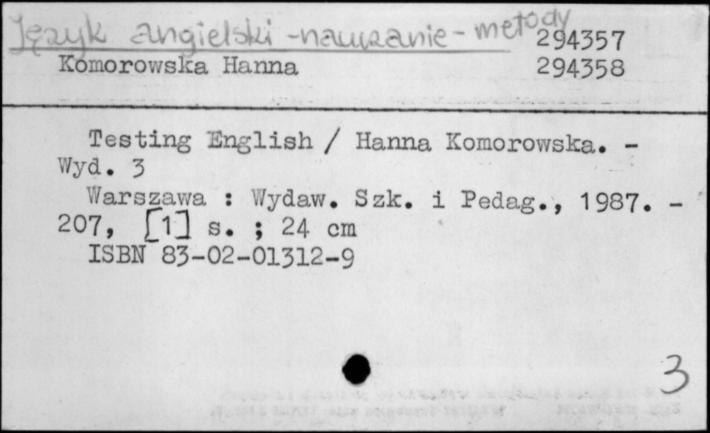 Język angielski - nauczanie - metody
294357
Komorowska Hanna 294358
Testing English / Hanna Komorowska. -
Wyd. 3
Warszawa : Wydaw. Szk. i Pedag., 1987. -
207, [1] s. ; 24 cm
ISBN 83-02-01312-9
3